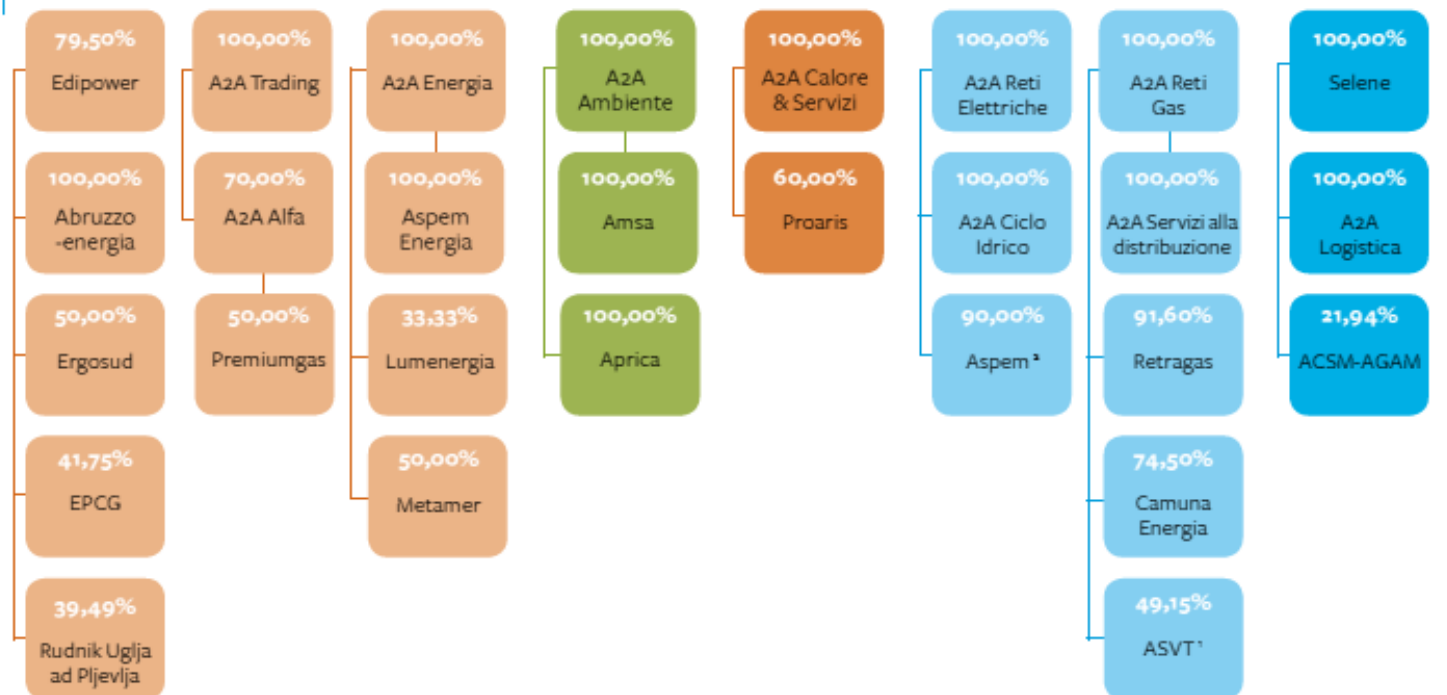 79,50%
Edipower
100,00%
Abruzzo
-energia
50,00%
Ergosud
41,75%
EPCG
39,49%
Rudnik Uglja
ad Pljevlja
100,00%
A2A Trading
70,00%
A2A Alfa
50,00%
Premiumgas
100,00%
A2A Energia
100,00%
Aspem
Energia
33,33%
Lumenergia
50,00%
Metamer
100,00%
A2A
Ambiente
100,00%
Amsa
100,00%
Aprica
100,00%
A2A Calore
& Servizi
60,00%
Proaris
100,00%
A2A Reti
Elettriche
100,00%
A2A Ciclo
Idrico
90,00%
Aspem ²
100,00%
A2A Reti
Gas
100,00%
A2A Servizi alla
distribuzione
91,60%
Retragas
74,50%
Camuna
Energia
49,15%
ASVT ¹
100,00%
Selene
100,00%
A2A
Logistica
21,94%
ACSM-AGAM